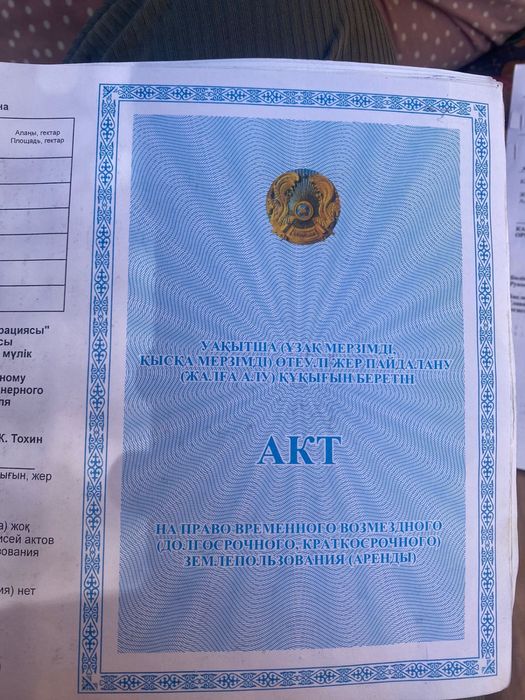 на
Алаңы, гектар
Площадь, гектар
рациясы"
сы
мүлік
ному
нерного
ля
К. Тохин
ығын, жер
а) жоқ
исей актов
зования
ия) нет
УАҚЫТША (ҰЗАҚ МЕРЗІМДІ,
ҚЫСҚА МЕРЗІМДІ) ӨТЕУЛІ ЖЕР ПАЙДАЛАНУ
(ЖАЛҒА АЛУ) ҚҰҚЫҒЫН БЕРЕТІН
АКТ
НА ПРАВО ВРЕМЕННОГО ВОЗМЕЗДНОГО
(ДОЛГОСРОЧНОГО, КРАТКОСРОЧНОГО)
ЗЕМЛЕПОЛЬЗОВАНИЯ (АРЕНДЫ)